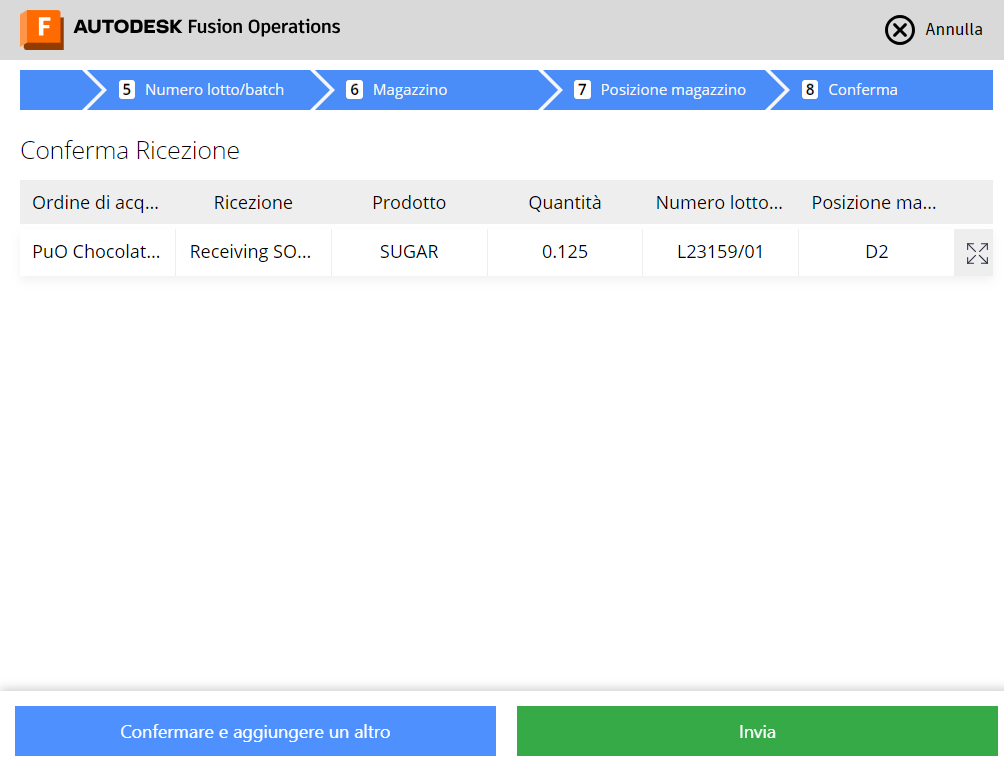 F AUTODESK Fusion Operations
Annulla
5 Numero lotto/batch 6 Magazzino 7 Posizione magazzino 8 Conferma
Conferma Ricezione
Ordine di acq... Ricezione Prodotto Quantità Numero lotto... Posizione ma...
PuO Chocolat... Receiving SO... SUGAR 0.125 L23159/01 D2
Confermare e aggiungere un altro Invia